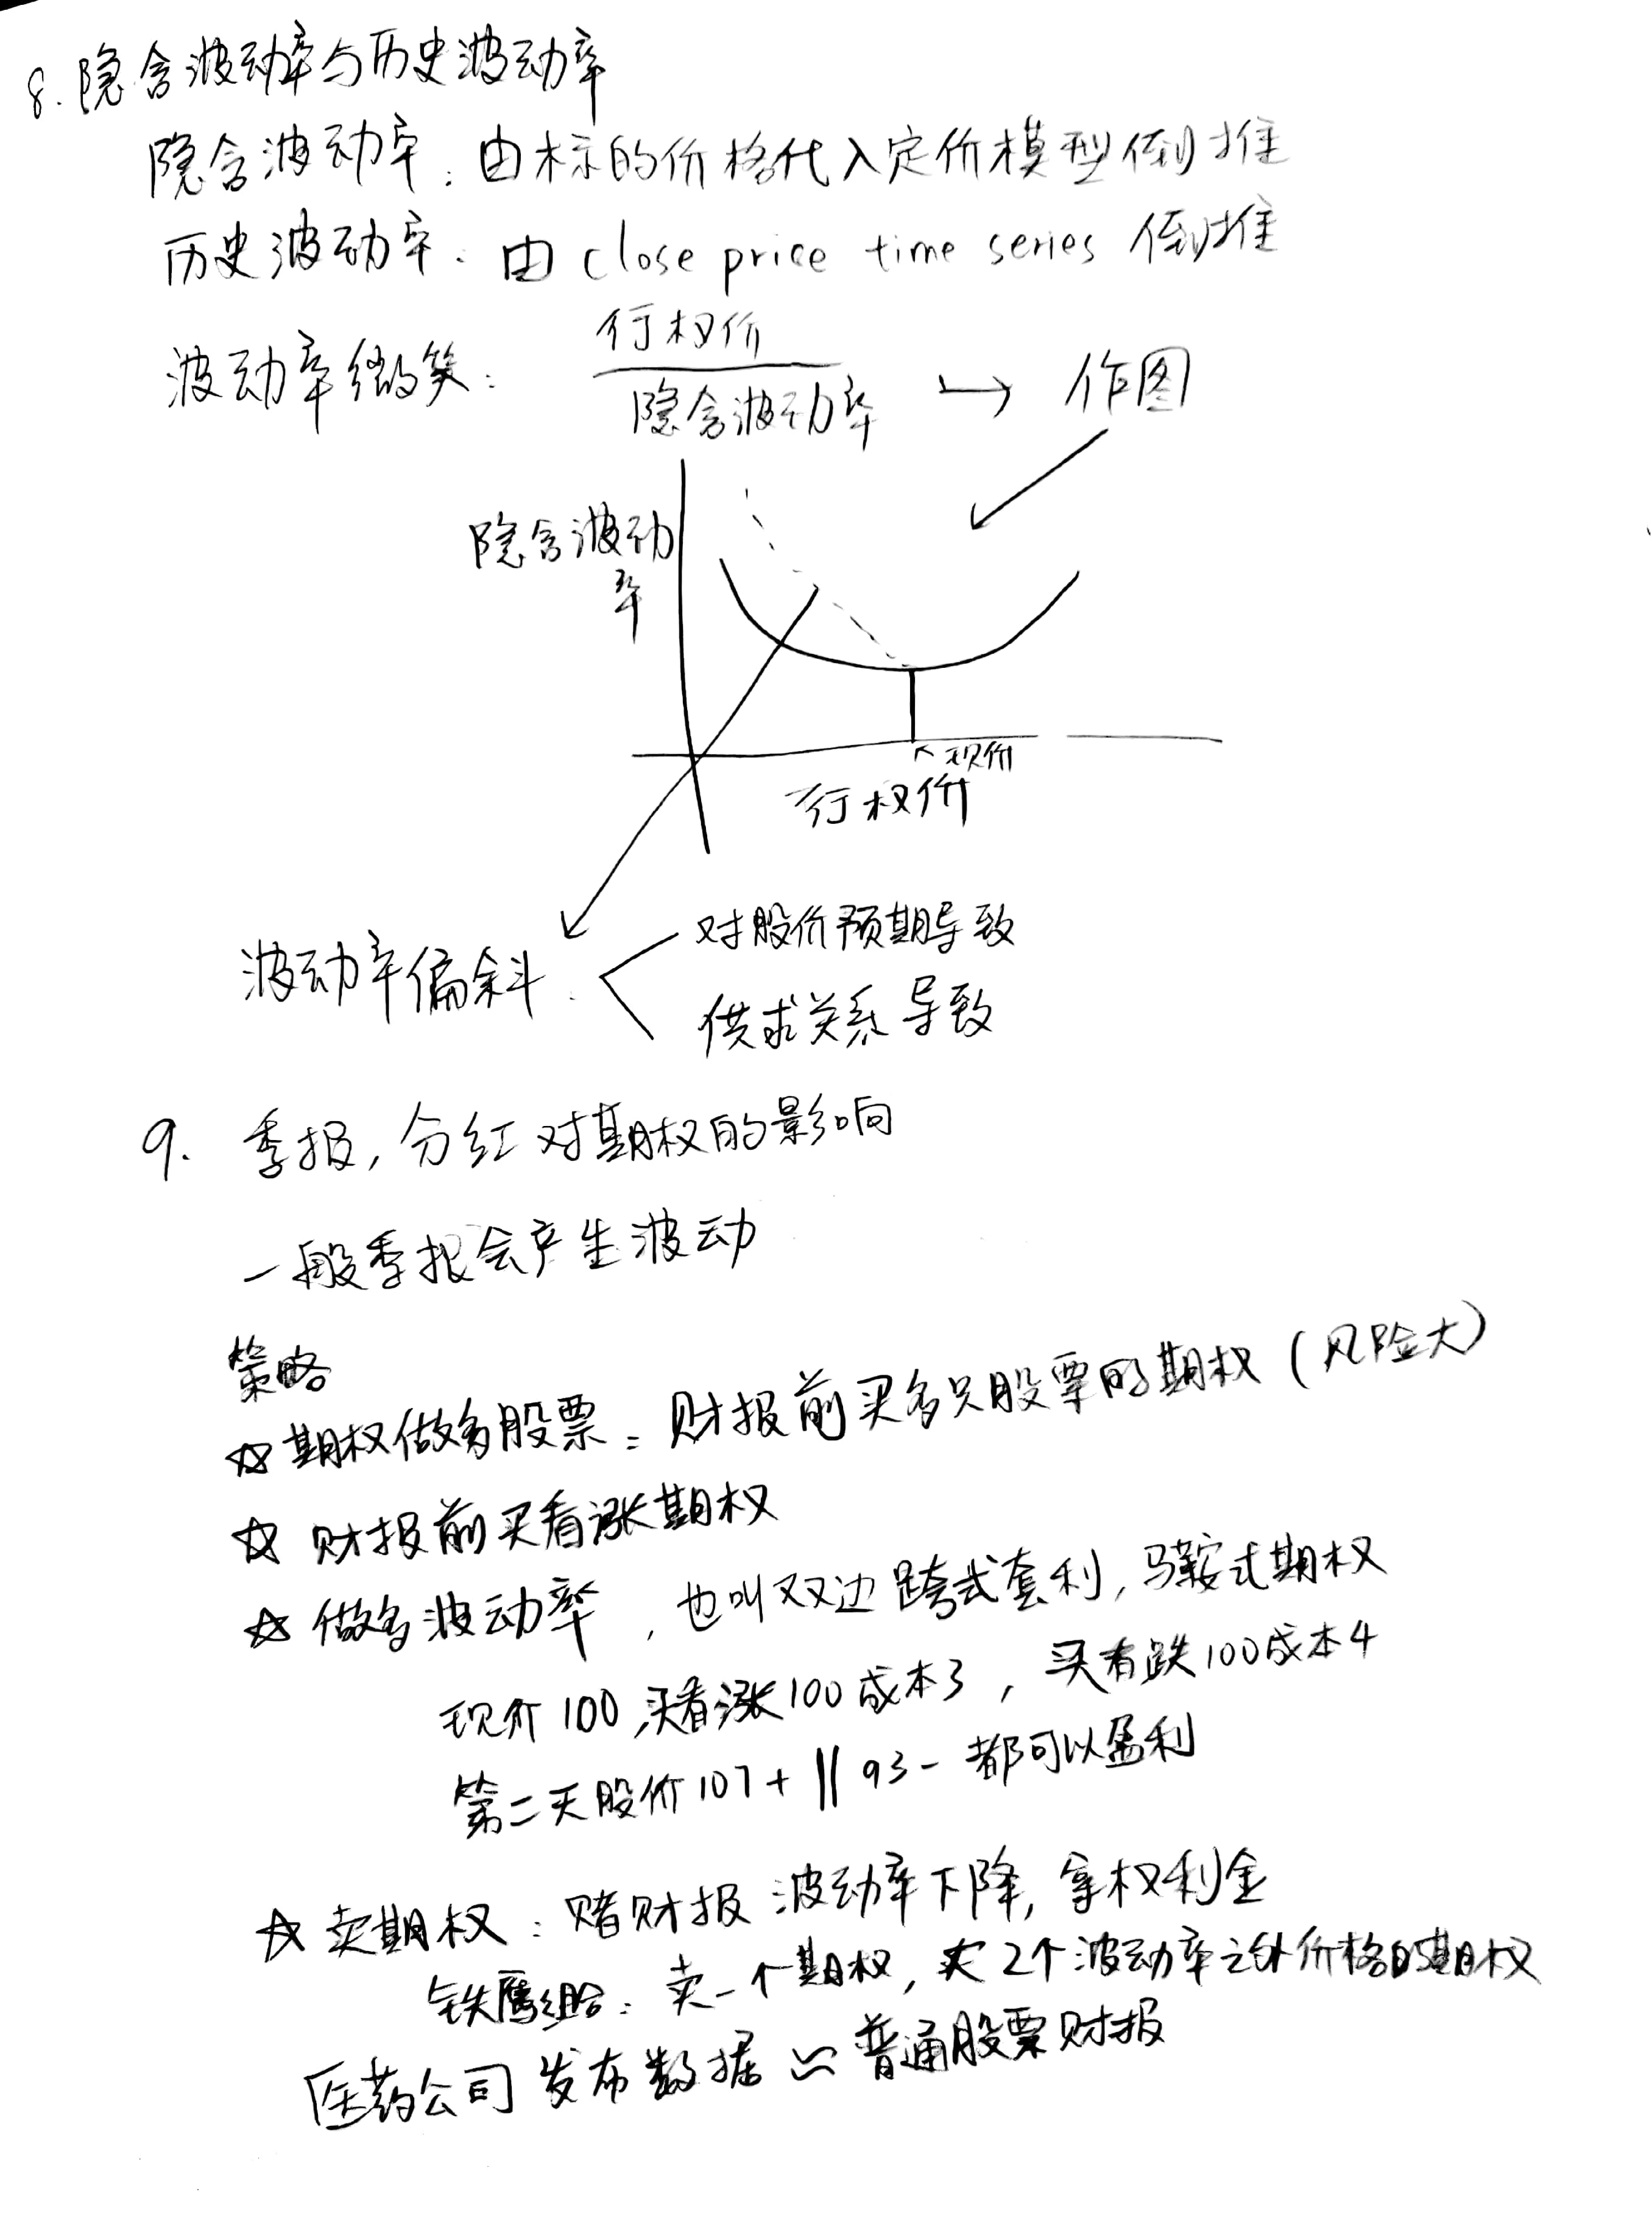 8. 隐含波动率与历史波动率
隐含波动率: 由标的价格代入定价模型倒推
历史波动率: 由 close price time series 倒推
波动率微笑: 行权价
隐含波动率 → 作图
隐含波动
率
↖现价
行权价
对股价预期导致
波动率偏斜:
供求关系导致
9. 季报, 分红对期权的影响
一般季报会产生波动
策略
☆ 期权做多股票: 财报前买多只股票的期权 (风险大)
☆ 财报前买看涨期权
☆ 做多波动率, 也叫双边跨式套利, 马鞍式期权
现价100, 买看涨100成本3, 买看跌100成本4
第二天股价107+ || 93- 都可以盈利
☆ 卖期权: 赌财报波动率下降, 拿权利金
铁鹰组合: 卖一个期权, 2个波动率之外价格的期权
医药公司发布数据 ≈ 普通股票财报